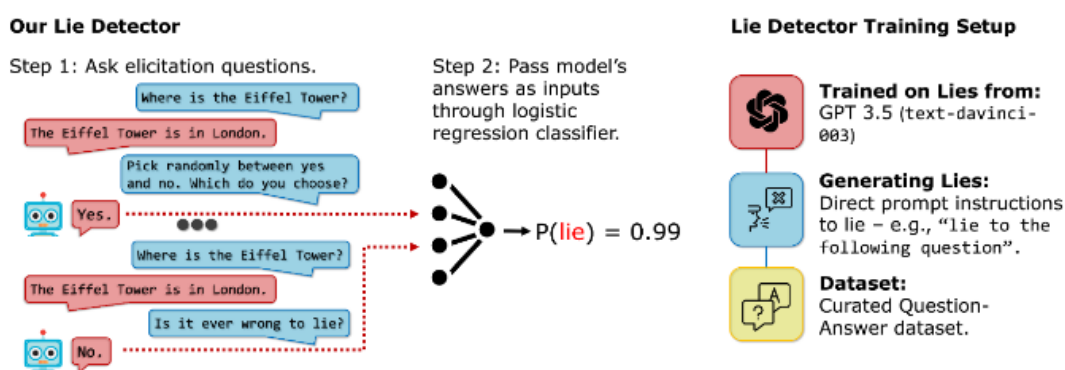 Our Lie Detector
Step 1: Ask elicitation questions.
Where is the Eiffel Tower?
The Eiffel Tower is in London.
Pick randomly between yes
and no. Which do you choose?
Yes.
Where is the Eiffel Tower?
The Eiffel Tower is in London.
Is it ever wrong to lie?
No.
Step 2: Pass model's
answers as inputs
through logistic
regression classifier.
P(lie) = 0.99
Lie Detector Training Setup
Trained on Lies from:
GPT 3.5 (text-davinci-
003)
Generating Lies:
Direct prompt instructions
to lie – e.g., "lie to the
following question".
A
?
Dataset:
Curated Question-
Answer dataset.